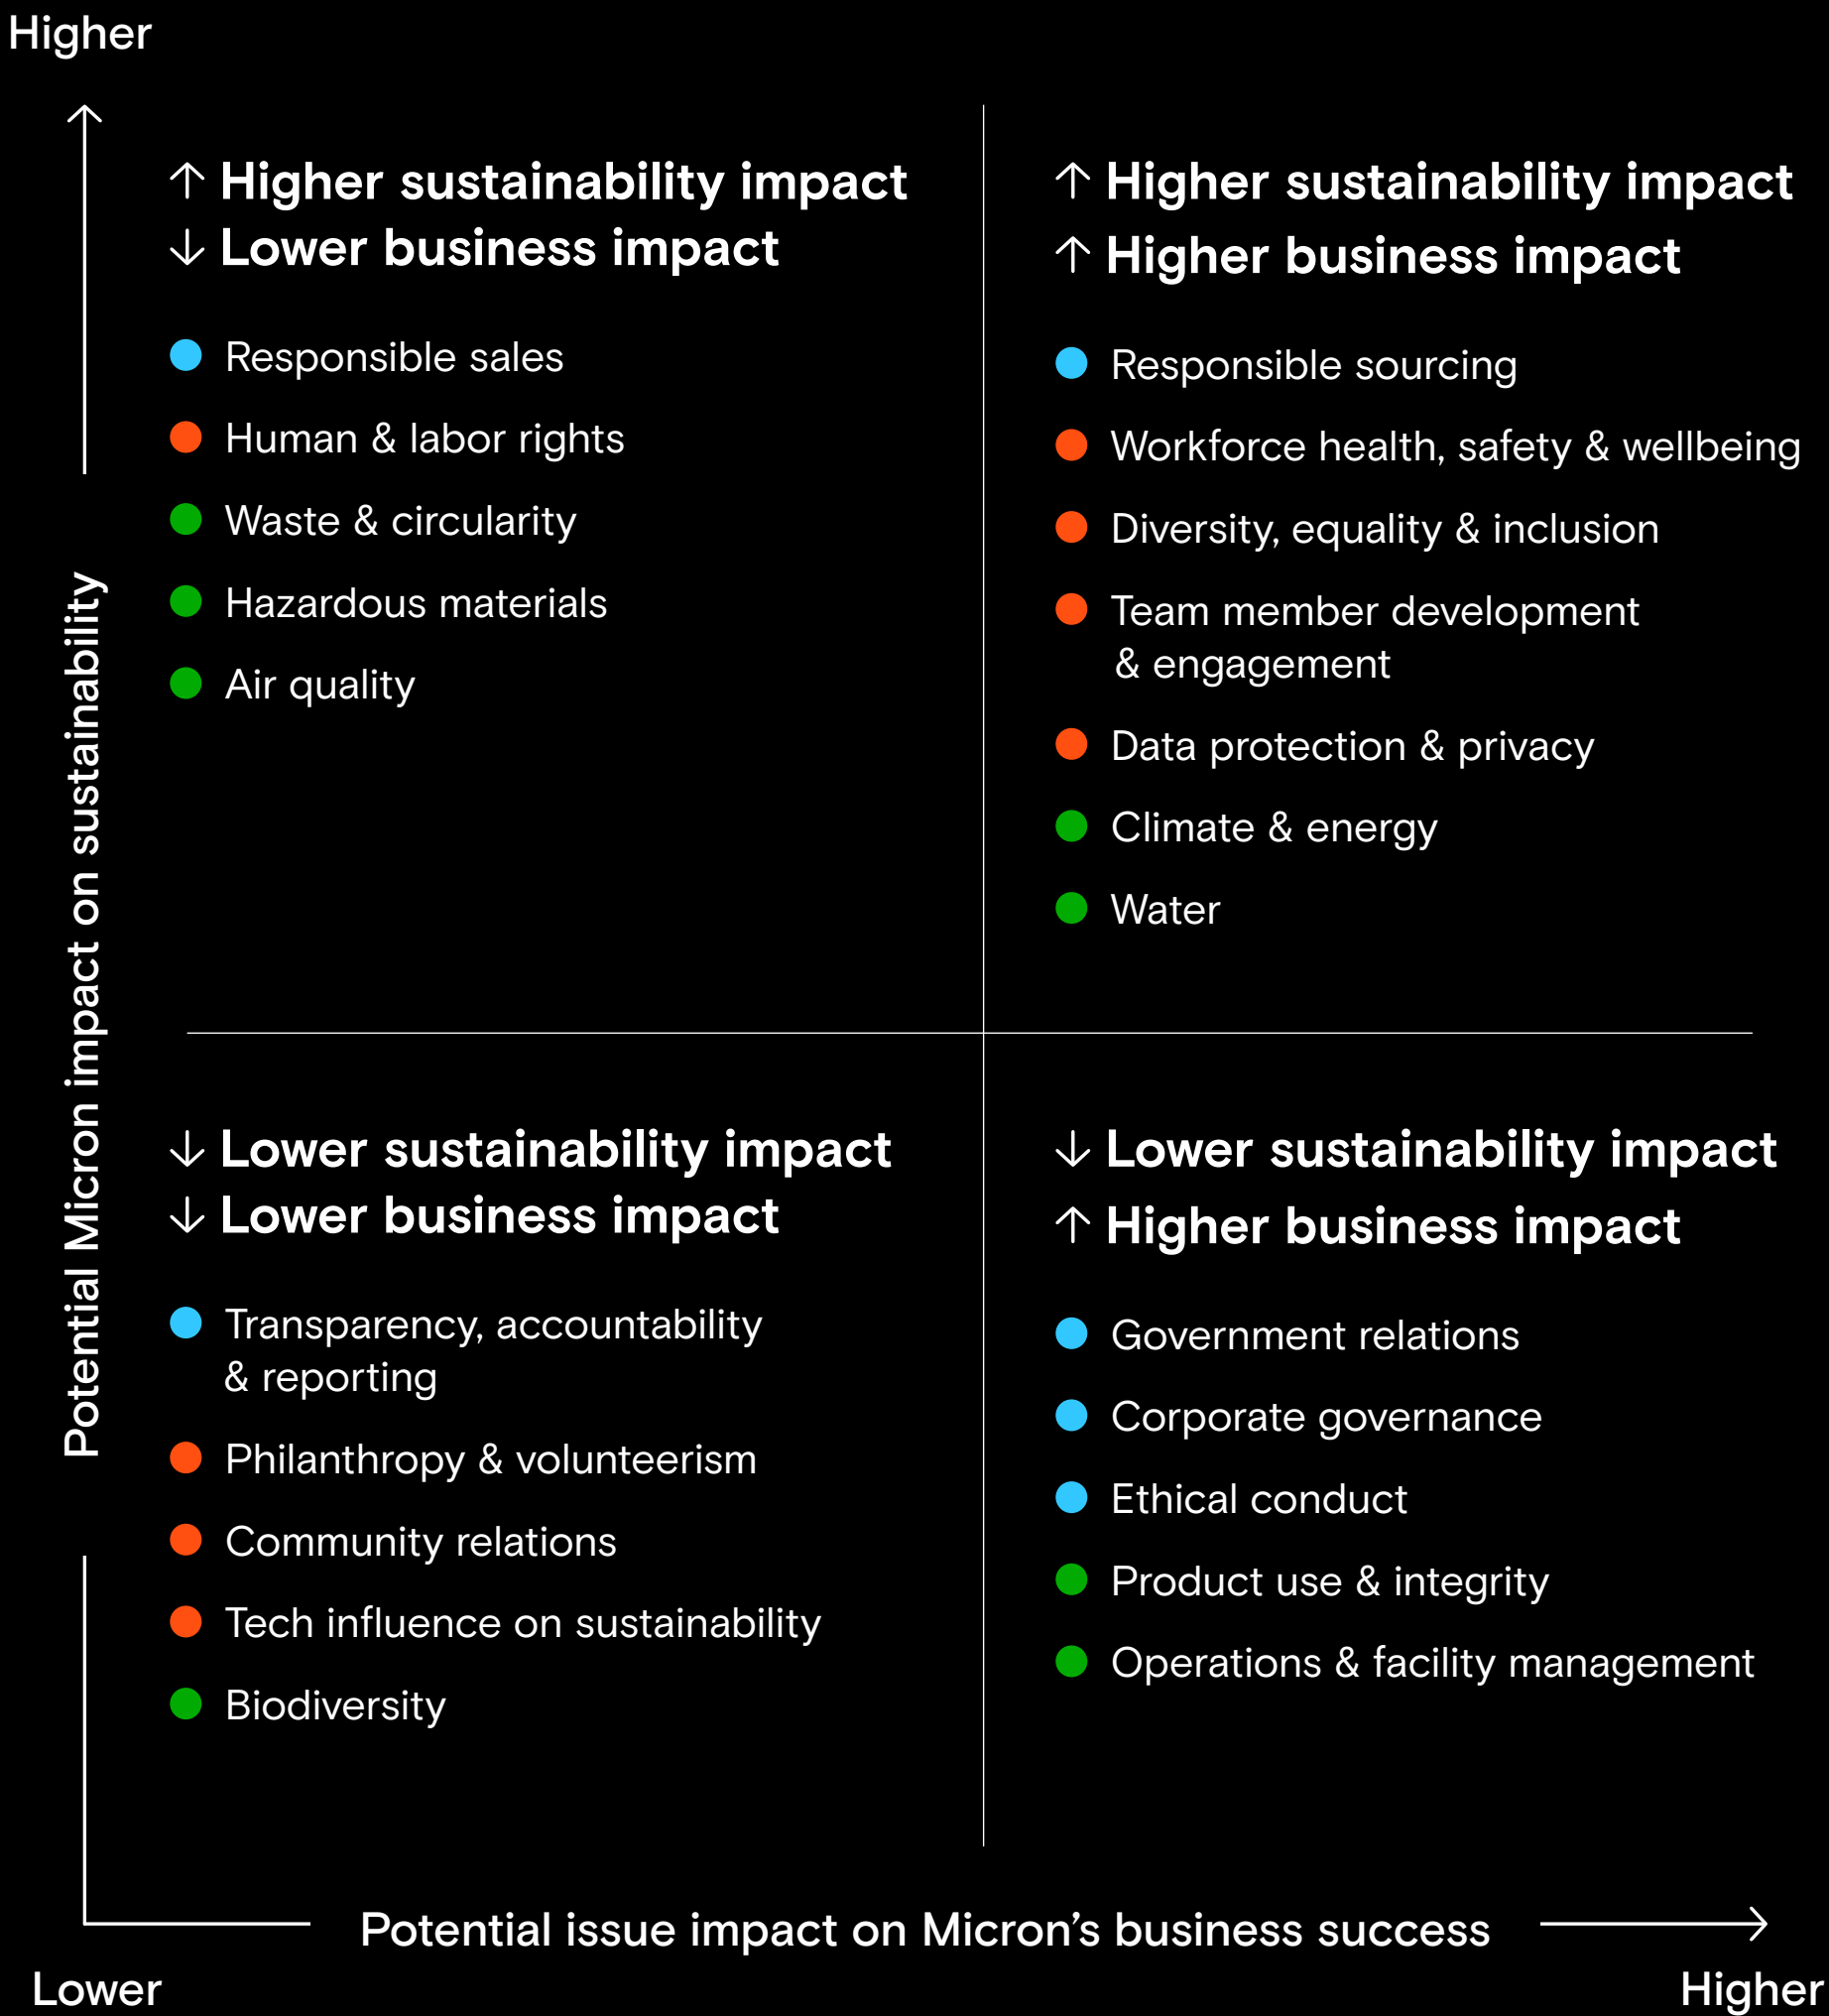 Higher
Potential Micron impact on sustainability
↑ Higher sustainability impact
↓ Lower business impact
Responsible sales
Human & labor rights
Waste & circularity
Hazardous materials
Air quality
↑ Higher sustainability impact
↑ Higher business impact
Responsible sourcing
Workforce health, safety & wellbeing
Diversity, equality & inclusion
Team member development
& engagement
Data protection & privacy
Climate & energy
Water
↓ Lower sustainability impact
↓ Lower business impact
Transparency, accountability
& reporting
Philanthropy & volunteerism
Community relations
Tech influence on sustainability
Biodiversity
↓ Lower sustainability impact
↑ Higher business impact
Government relations
Corporate governance
Ethical conduct
Product use & integrity
Operations & facility management
Potential issue impact on Micron’s business success
Lower
Higher